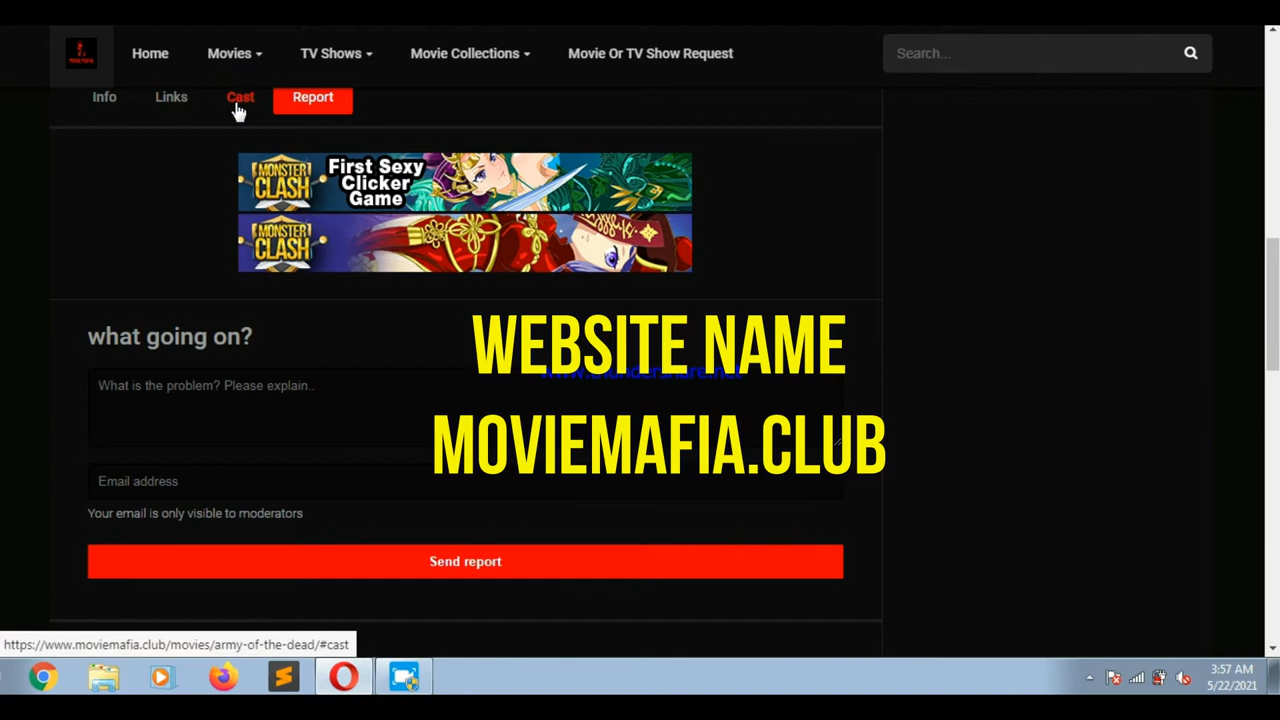 Home
Movies
TV Shows
Movie Collections
Movie Or TV Show Request
Search...
Info
Links
Cast
Report
MONSTER
CLASH
First Sexy
Clicker
Game
MONSTER
CLASH
what going on?
WEBSITE NAME
What is the problem? Please explain..
MOVIEMAFIA.CLUB
Email address
Your email is only visible to moderators
Send report
https://www.moviemafia.club/movies/army-of-the-dead/#cast
3:57 AM
5/22/2021